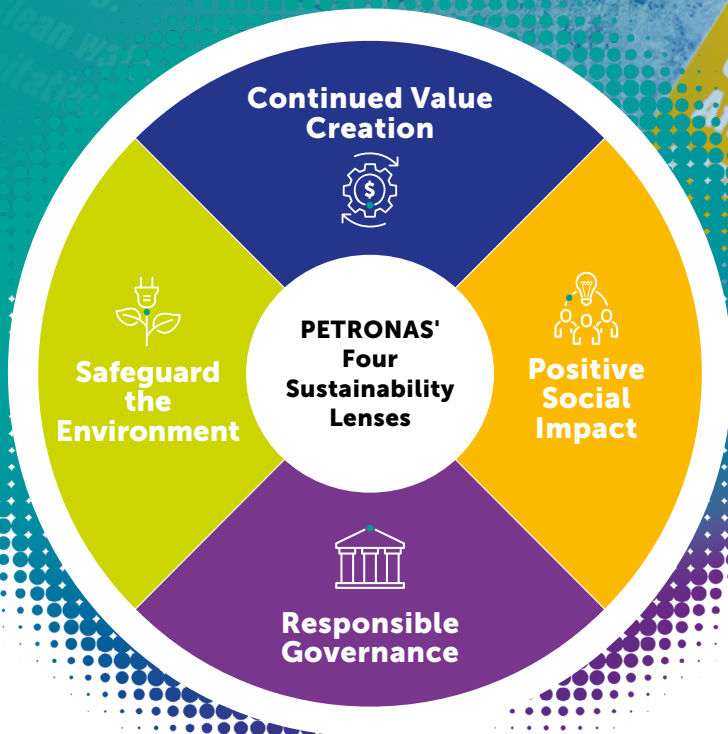 Continued Value
Creation
$
Safeguard
the
Environment
PETRONAS'
Four
Sustainability
Lenses
Positive
Social
Impact
Responsible
Governance